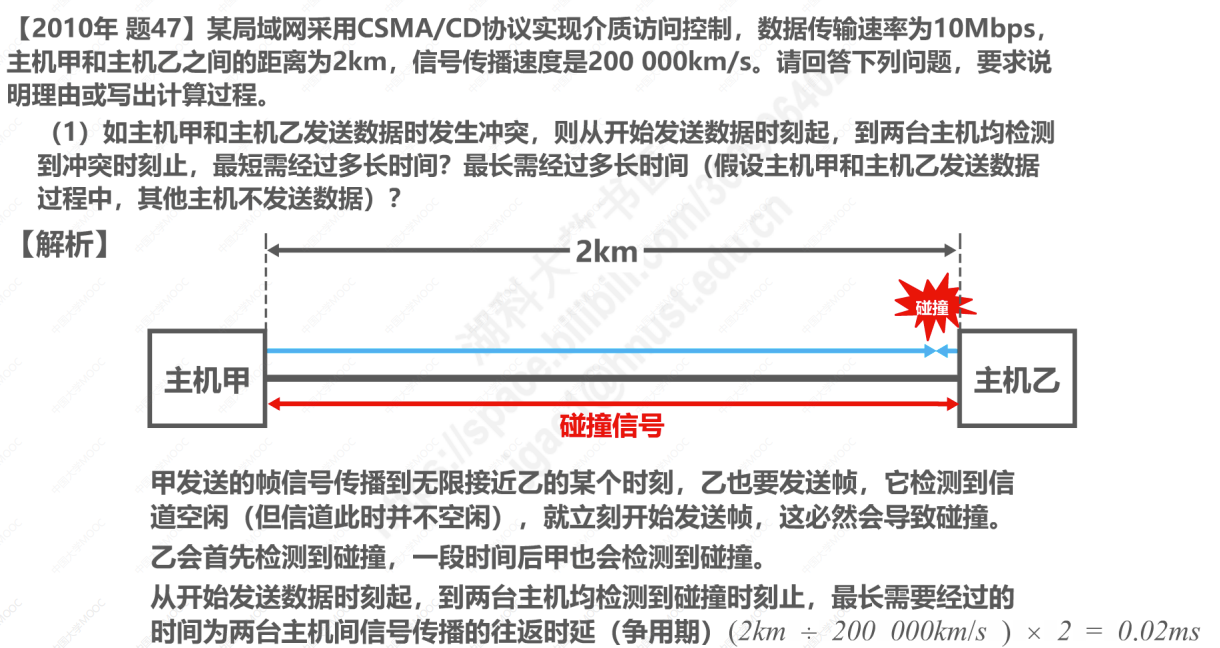 【2010年 题47】某局域网采用CSMA/CD协议实现介质访问控制，数据传输速率为10Mbps，
主机甲和主机乙之间的距离为2km，信号传播速度是200 000km/s。请回答下列问题，要求说
明理由或写出计算过程。
（1）如主机甲和主机乙发送数据时发生冲突，则从开始发送数据时刻起，到两台主机均检测
到冲突时刻止，最短需经过多长时间？最长需经过多长时间（假设主机甲和主机乙发送数据
过程中，其他主机不发送数据）？
【解析】
2km
碰撞
主机甲
主机乙
碰撞信号
甲发送的帧信号传播到无限接近乙的某个时刻，乙也要发送帧，它检测到信
道空闲（但信道此时并不空闲），就立刻开始发送帧，这必然会导致碰撞。
乙会首先检测到碰撞，一段时间后甲也会检测到碰撞。
从开始发送数据时刻起，到两台主机均检测到碰撞时刻止，最长需要经过的
时间为两台主机间信号传播的往返时延（争用期）(2km ÷ 200 000km/s ) × 2 = 0.02ms